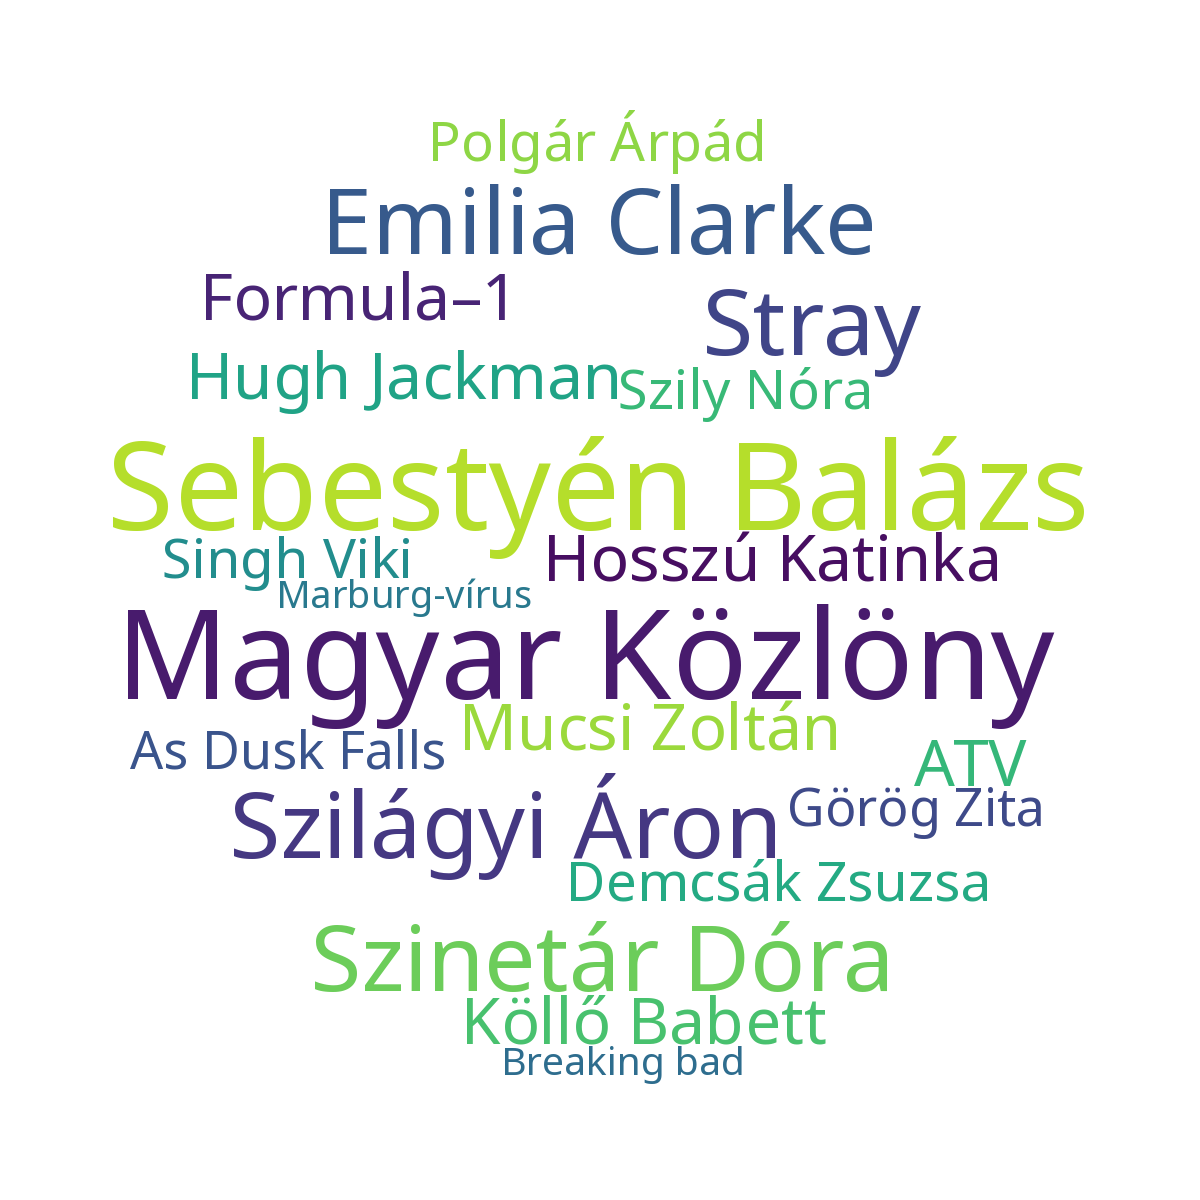 Polgár Árpád
Emilia Clarke
Formula–1
Stray
Hugh Jackman
Szily Nóra
Sebestyén Balázs
Singh Viki
Hosszú Katinka
Marburg-vírus
Magyar Közlöny
Mucsi Zoltán
As Dusk Falls
ATV
Szilágyi Áron
Görög Zita
Demcsák Zsuzsa
Szinetár Dóra
Köllő Babett
Breaking bad